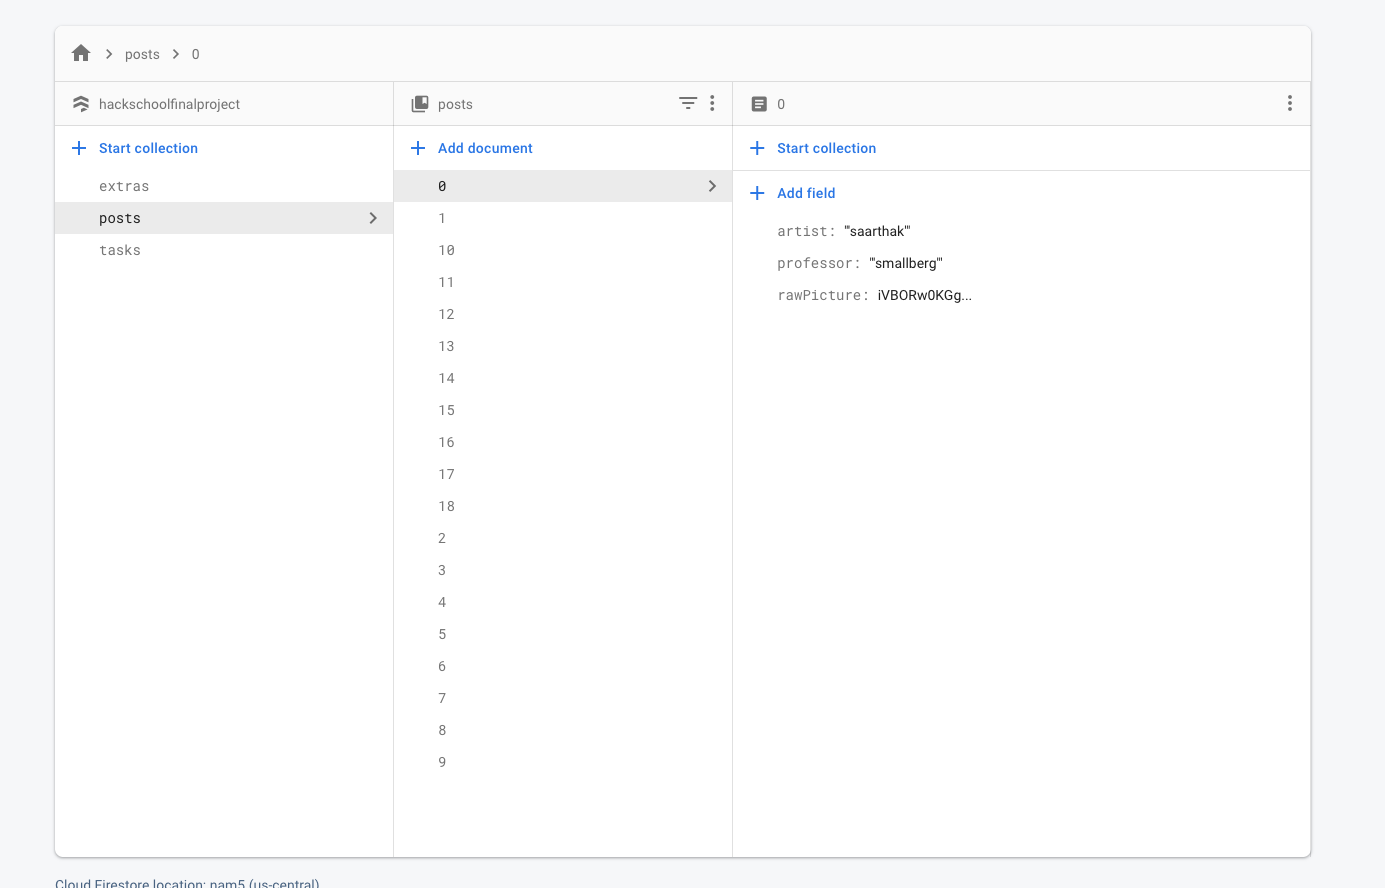 posts
0
hackschoolfinalproject
posts
0
Start collection
extras
posts
tasks
Add document
0
1
10
11
12
13
14
15
16
17
18
2
3
4
5
6
7
8
9
Start collection
Add field
artist: "'saarthak'"
professor: "'smallberg'"
rawPicture: iVBORw0KGg...
Cloud Firestore location: nam5 (us-central)